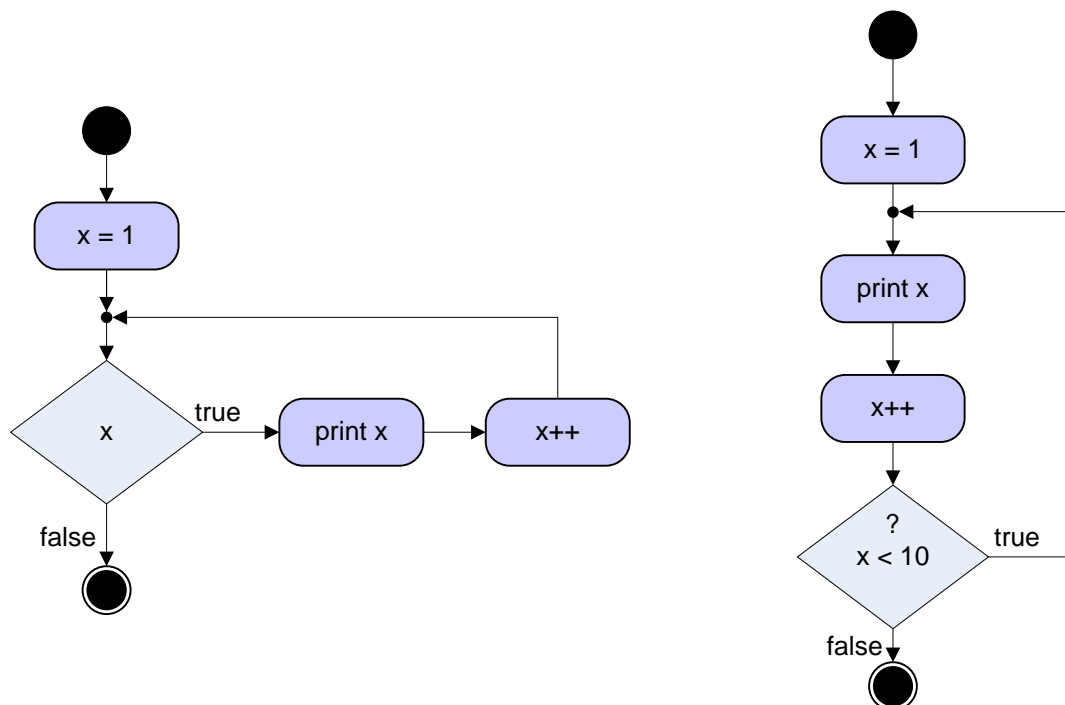 x = 1
x
true
print x
x++
false
x = 1
print x
x++
?
x < 10
true
false